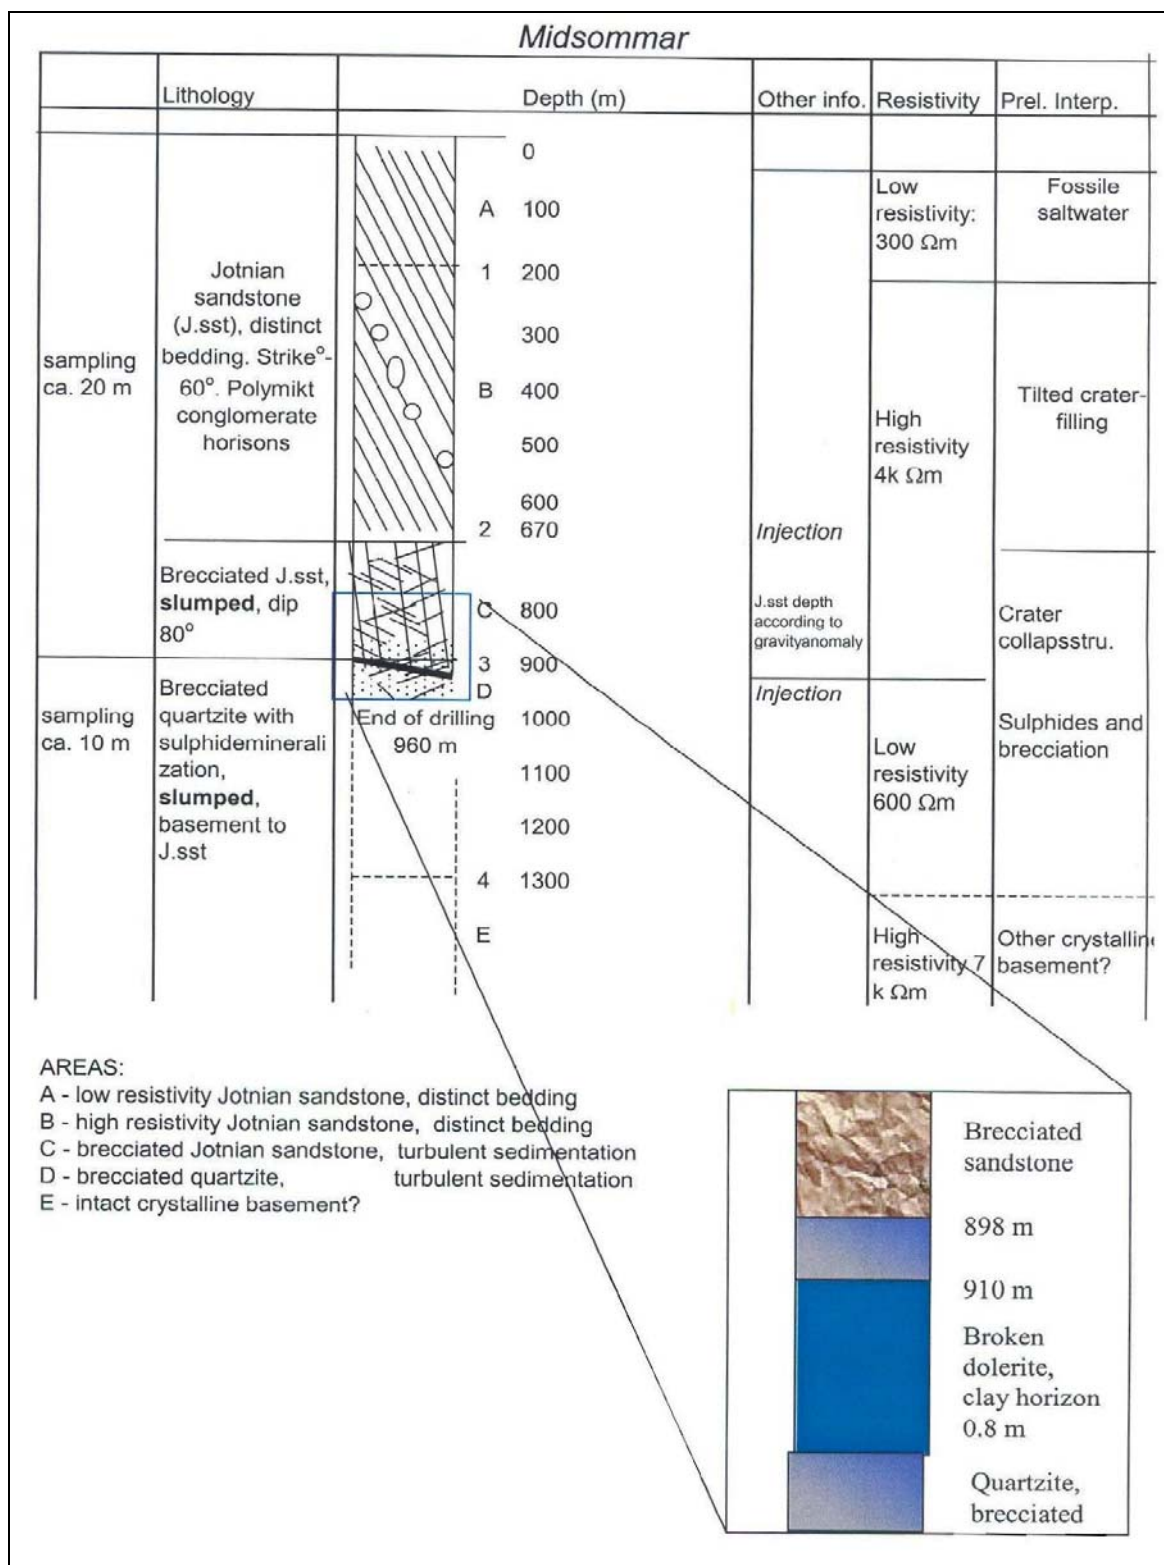 Midsommar
Lithology
Depth (m)
Other info.
Resistivity
Prel. Interp.
sampling
ca. 20 m
sampling
ca. 10 m
Jotnian
sandstone
(J.sst), distinct
bedding. Strike°-
60°. Polymikt
conglomerate
horisons
Brecciated J.sst,
slumped, dip
80°
Brecciated
quartzite with
sulphideminerali
zation,
slumped,
basement to
J.sst
End of drilling
960 m
0
A 100
1 200
300
B 400
500
600
2 670
C 800
3 900
D
1000
1100
1200
4 1300
E
Injection
J.sst depth
according to
gravityanomaly
Injection
Low
resistivity:
300 Ωm
High
resistivity
4k Ωm
Low
resistivity
600 Ωm
High
resistivity 7
k Ωm
Fossile
saltwater
Tilted crater-
filling
Crater
collapsstru.
Sulphides and
brecciation
Other crystallin
basement?
AREAS:
A - low resistivity Jotnian sandstone, distinct bedding
B - high resistivity Jotnian sandstone, distinct bedding
C - brecciated Jotnian sandstone, turbulent sedimentation
D - brecciated quartzite, turbulent sedimentation
E - intact crystalline basement?
Brecciated
sandstone
898 m
910 m
Broken
dolerite,
clay horizon
0.8 m
Quartzite,
brecciated